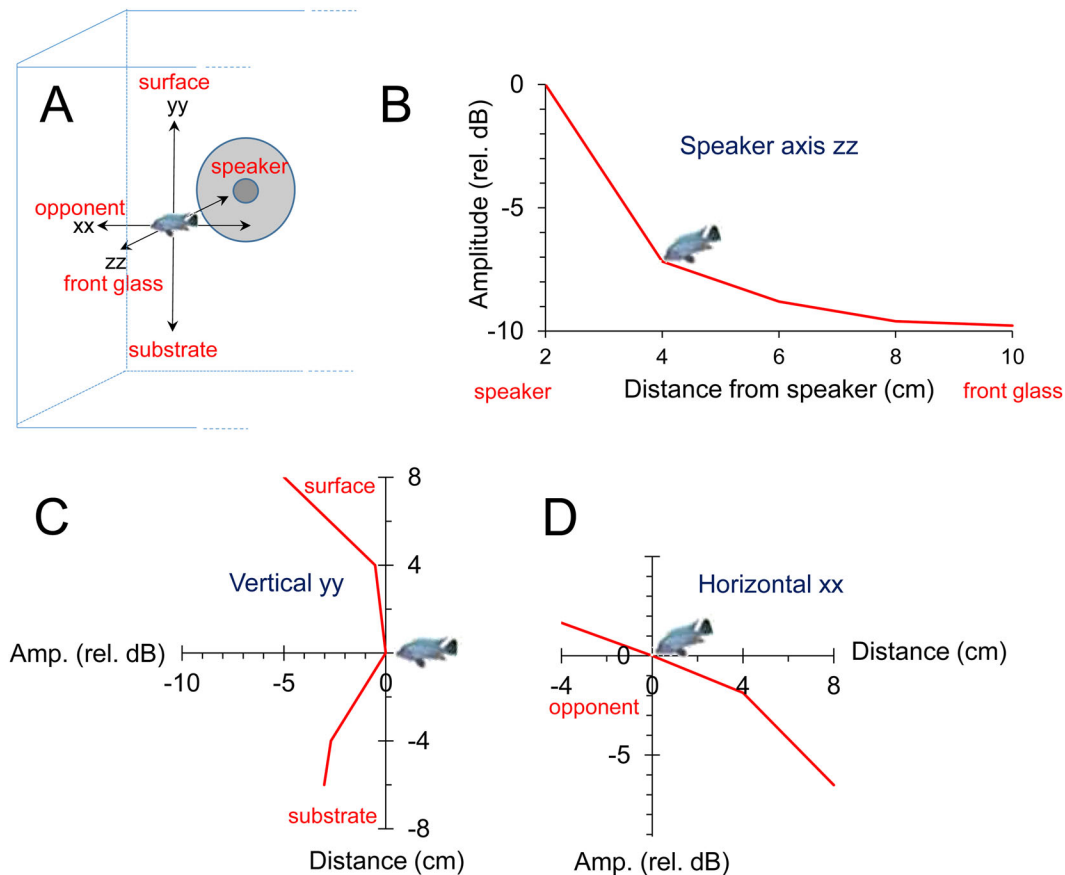 A
surface
yy
speaker
opponent
xx
zz
front glass
substrate
B
Speaker axis zz
Amplitude (rel. dB)
0
-5
-10
2
4
6
8
10
speaker
Distance from speaker (cm)
front glass
C
8
surface
4
Vertical yy
Amp. (rel. dB)
-10
-5
0
-4
substrate
-8
Distance (cm)
D
Horizontal xx
0
Distance (cm)
-4
0
4
8
opponent
-5
Amp. (rel. dB)